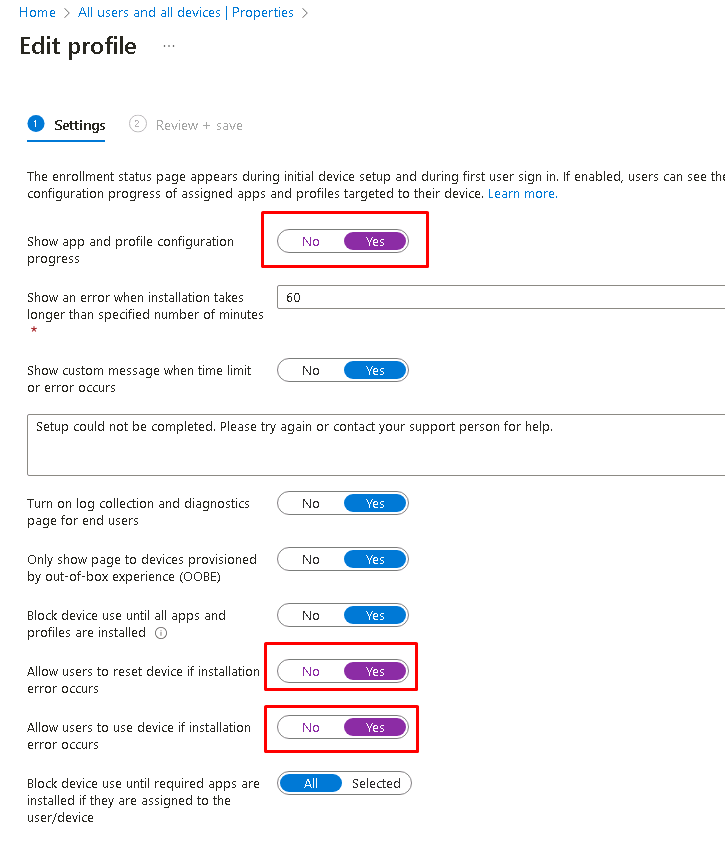 Home > All users and all devices | Properties >
Edit profile ...
1 Settings 2 Review + save
The enrollment status page appears during initial device setup and during first user sign in. If enabled, users can see the
configuration progress of assigned apps and profiles targeted to their device. Learn more.
Show app and profile configuration
progress
No Yes
Show an error when installation takes
longer than specified number of minutes
*
60
Show custom message when time limit
or error occurs
No Yes
Setup could not be completed. Please try again or contact your support person for help.
Turn on log collection and diagnostics
page for end users
No Yes
Only show page to devices provisioned
by out-of-box experience (OOBE)
No Yes
Block device use until all apps and
profiles are installed
No Yes
Allow users to reset device if installation
error occurs
No Yes
Allow users to use device if installation
error occurs
No Yes
Block device use until required apps are
installed if they are assigned to the
user/device
All Selected